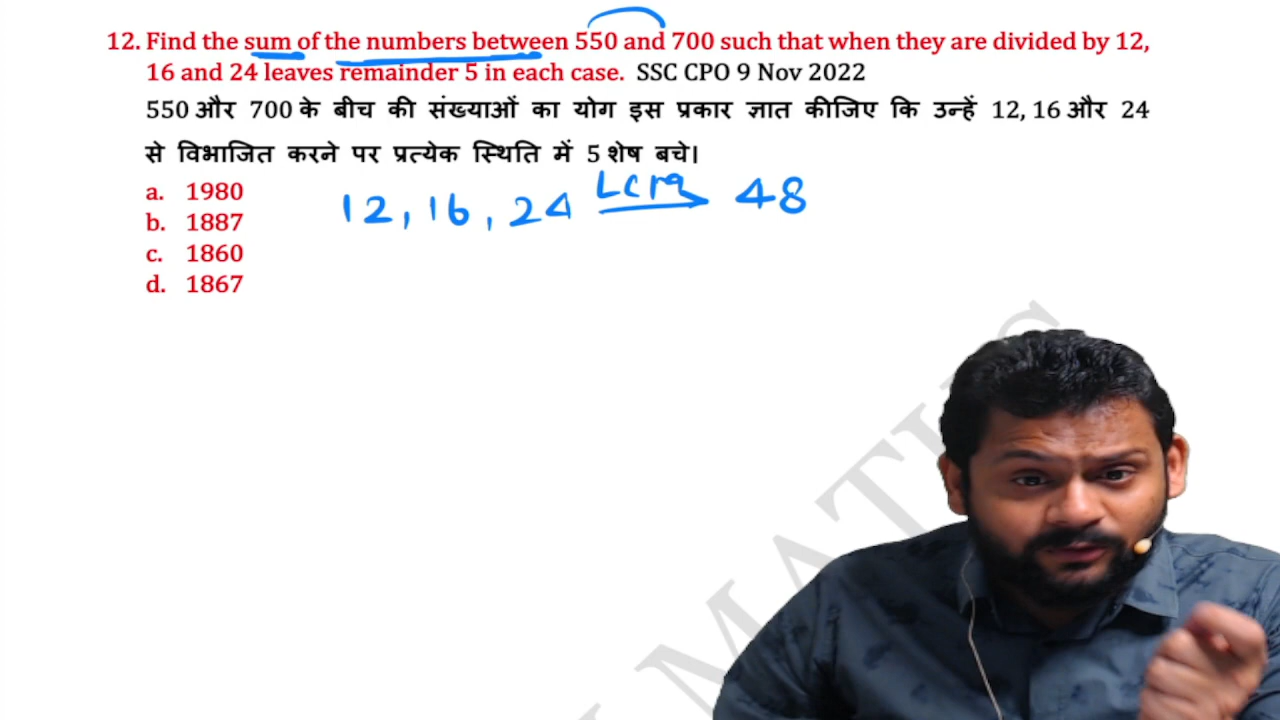 12. Find the sum of the numbers between 550 and 700 such that when they are divided by 12,
16 and 24 leaves remainder 5 in each case. SSC CPO 9 Nov 2022
550 और 700 के बीच की संख्याओं का योग इस प्रकार ज्ञात कीजिए कि उन्हें 12, 16 और 24
से विभाजित करने पर प्रत्येक स्थिति में 5 शेष बचे।
a. 1980
b. 1887
c. 1860
d. 1867
12, 16, 24 LCM 48
MATHS